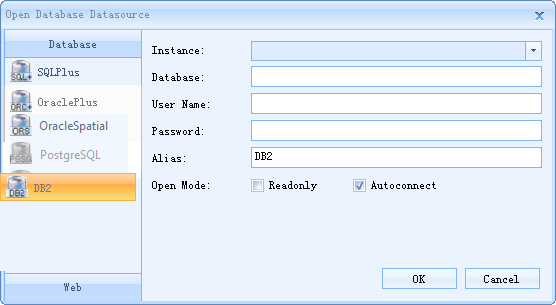 Open Database Datasource
Database
SQL+ SQLPlus
ORC+ OraclePlus
ORS OracleSpatial
PGSQ PostgreSQL
DB2 DB2
Web
Instance:
Database:
User Name:
Password:
Alias: DB2
Open Mode: Readonly Autoconnect
OK Cancel